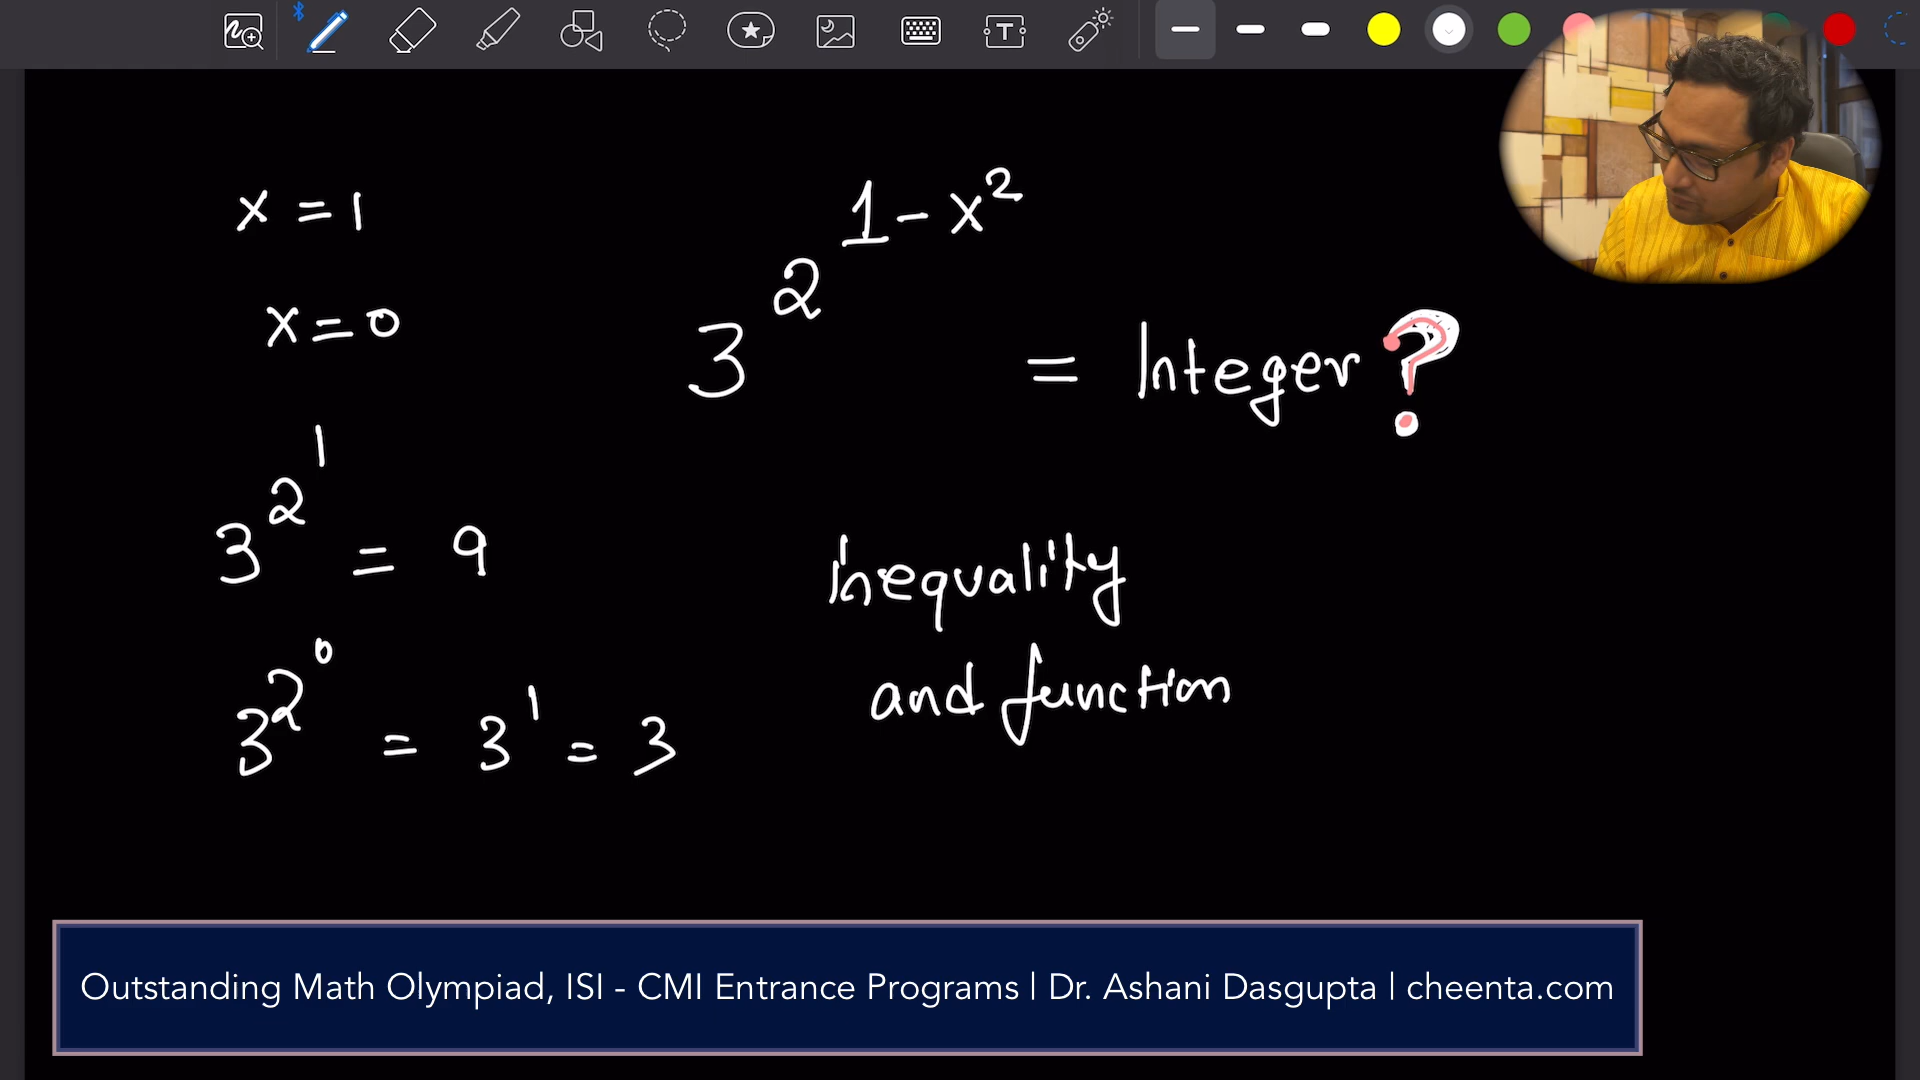 x = 1
x = 0
3^2^1 = 9
3^2^0 = 3^1 = 3
3^2^(1 - x^2) = Integer ?
Inequality
and function
Outstanding Math Olympiad, ISI - CMI Entrance Programs | Dr. Ashani Dasgupta | cheenta.com